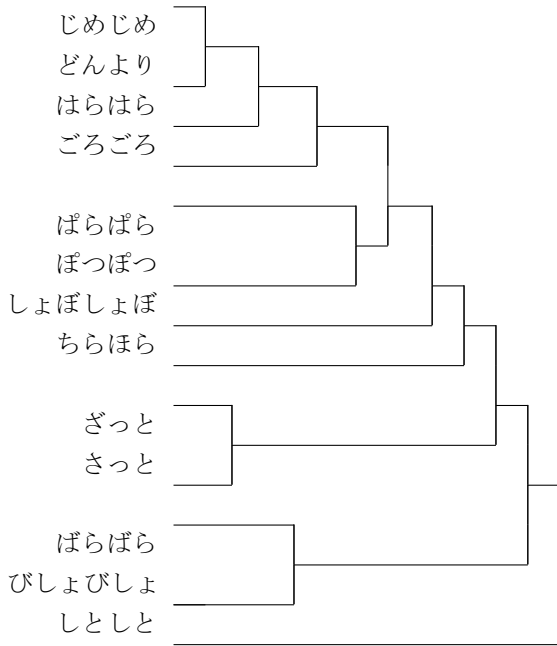 じめじめ
どんより
はらはら
ごろごろ
ぱらぱら
ぽつぽつ
しょぼしょぼ
ちらほら
ざっと
さっと
ばらばら
びしょびしょ
しとしと